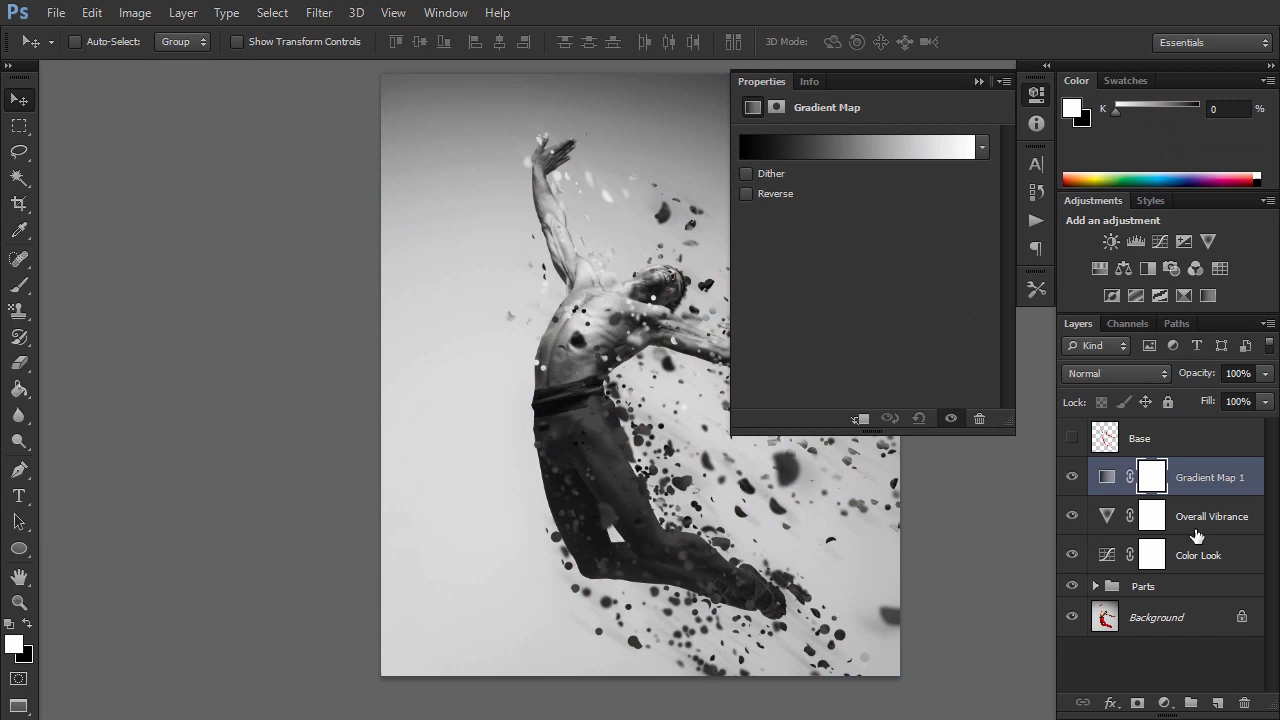 Ps File Edit Image Layer Type Select Filter 3D View Window Help
Auto-Select: Group Show Transform Controls 3D Mode: Essentials
Properties Info
Gradient Map
Dither
Reverse
Color Swatches
K 0 %
Adjustments Styles
Add an adjustment
Layers Channels Paths
Kind
Normal Opacity: 100%
Lock: Fill: 100%
Base
Gradient Map 1
Overall Vibrance
Color Look
Parts
Background